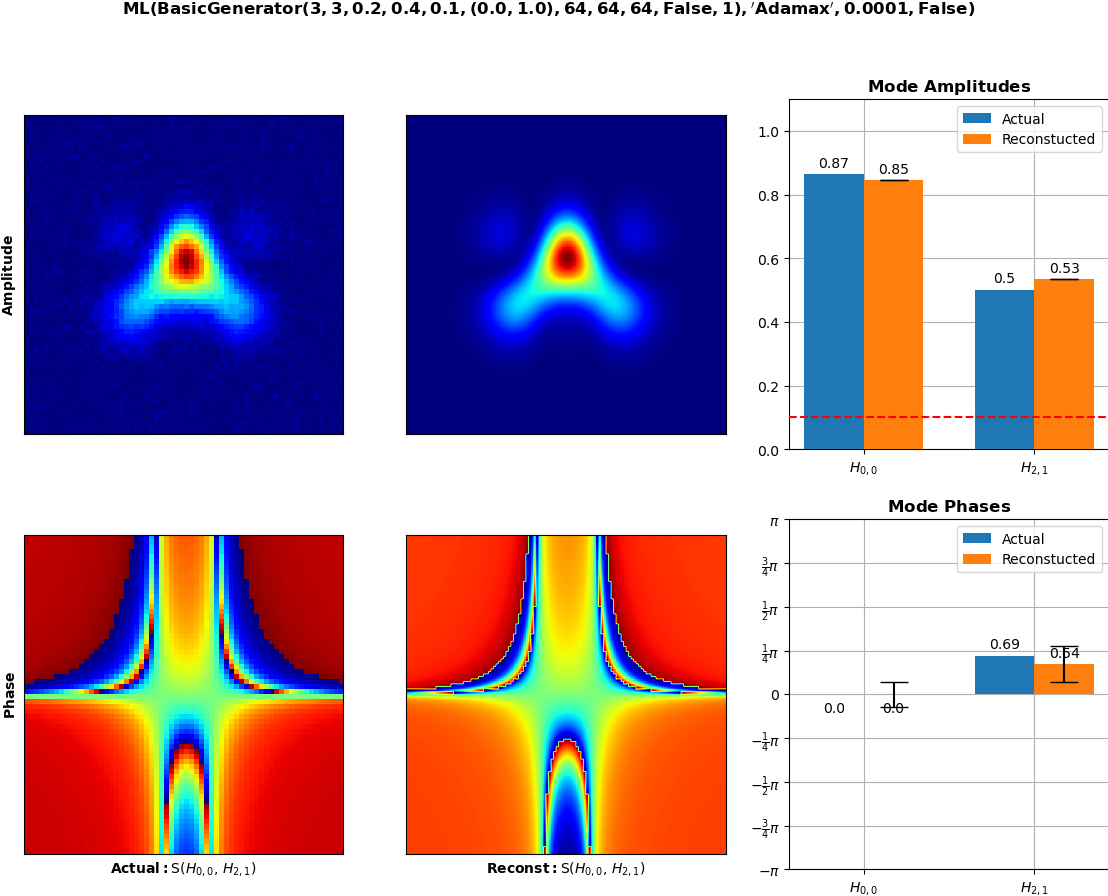 ML(BasicGenerator(3, 3, 0.2, 0.4, 0.1, (0.0, 1.0), 64, 64, 64, False, 1), ′Adamax′, 0.0001, False)
Mode Amplitudes
Actual
Reconstucted
1.0
0.8
0.6
0.4
0.2
0.0
0.87
0.85
0.5
0.53
H0,0
H2,1
Amplitude
Mode Phases
Actual
Reconstucted
π
3/4π
1/2π
1/4π
0
−1/4π
−1/2π
−3/4π
−π
0.0
0.0
0.69
0.54
H0,0
H2,1
Phase
Actual: S(H0,0, H2,1)
Reconst: S(H0,0, H2,1)